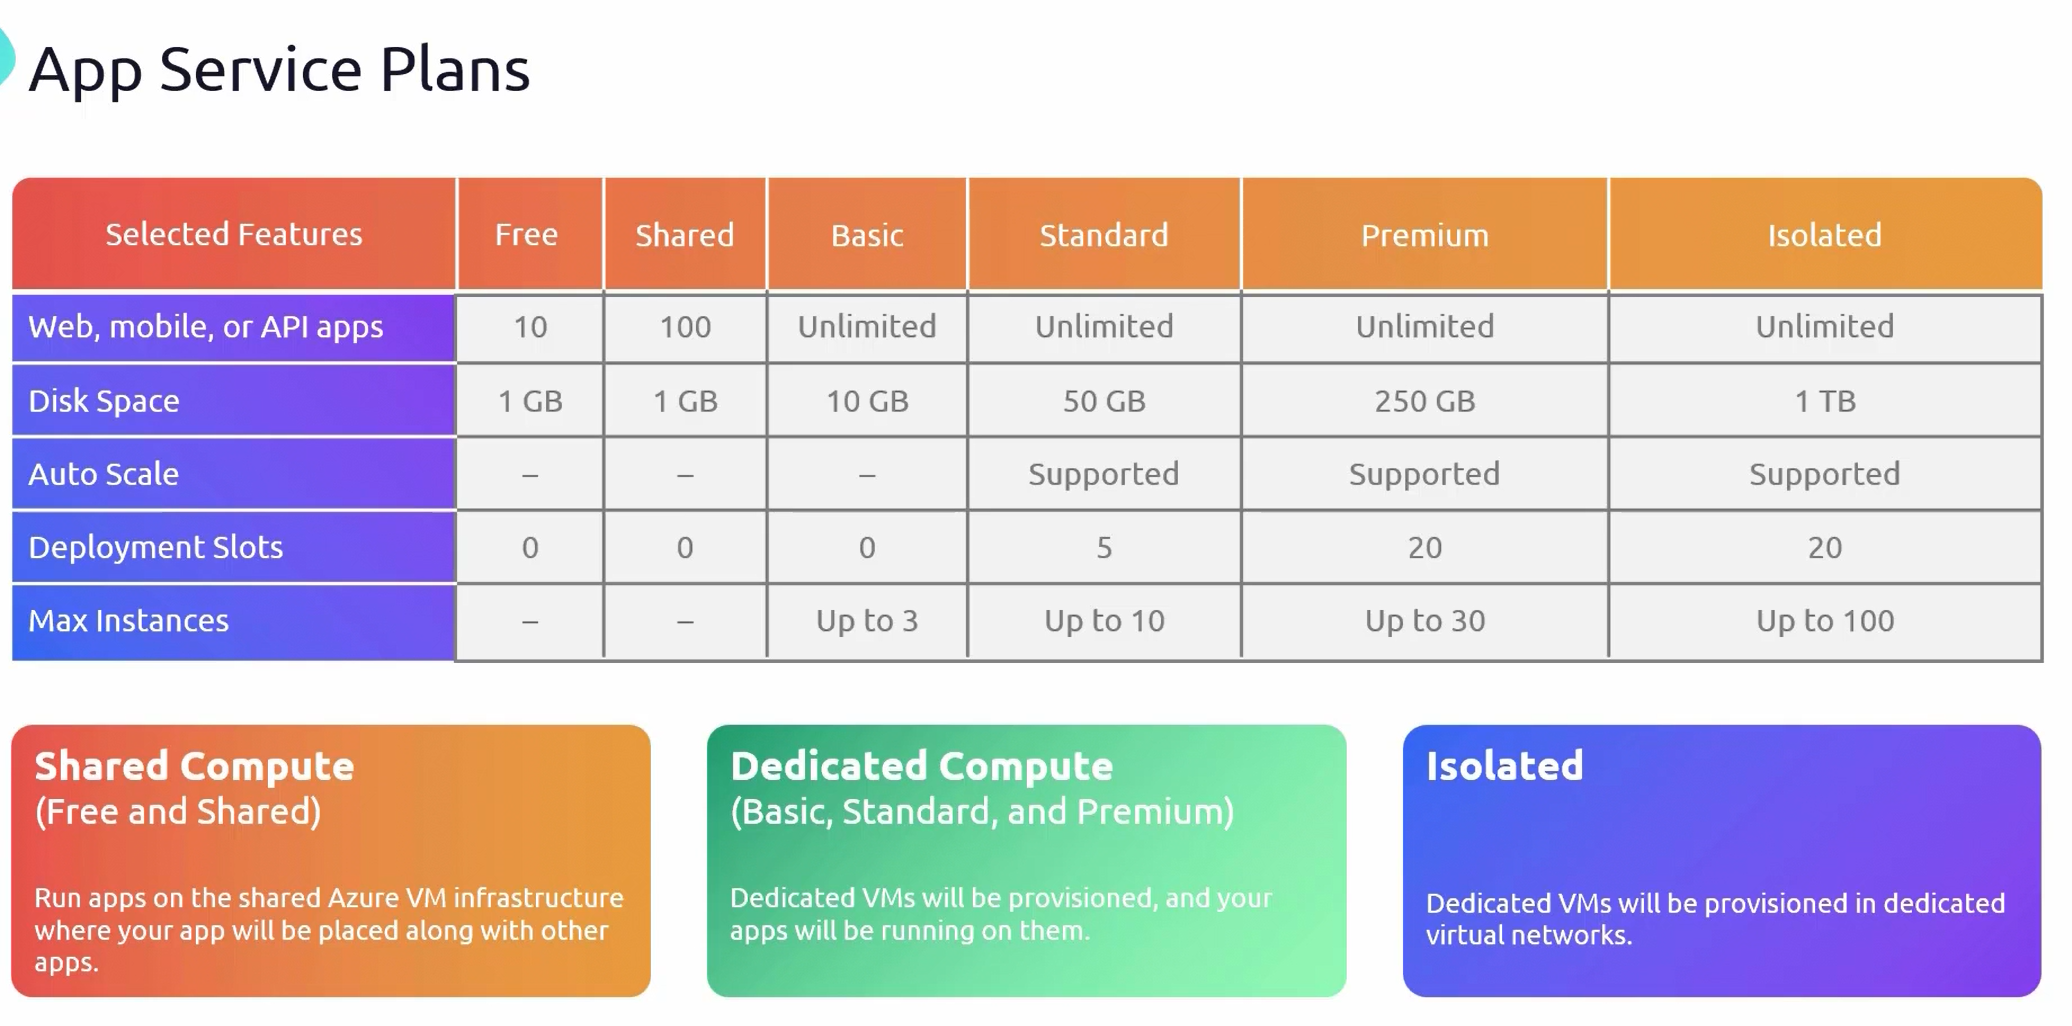 App Service Plans
Selected Features Free Shared Basic Standard Premium Isolated
Web, mobile, or API apps 10 100 Unlimited Unlimited Unlimited Unlimited
Disk Space 1 GB 1 GB 10 GB 50 GB 250 GB 1 TB
Auto Scale – – – Supported Supported Supported
Deployment Slots 0 0 0 5 20 20
Max Instances – – Up to 3 Up to 10 Up to 30 Up to 100
Shared Compute
(Free and Shared)
Run apps on the shared Azure VM infrastructure
where your app will be placed along with other
apps.
Dedicated Compute
(Basic, Standard, and Premium)
Dedicated VMs will be provisioned, and your
apps will be running on them.
Isolated
Dedicated VMs will be provisioned in dedicated
virtual networks.